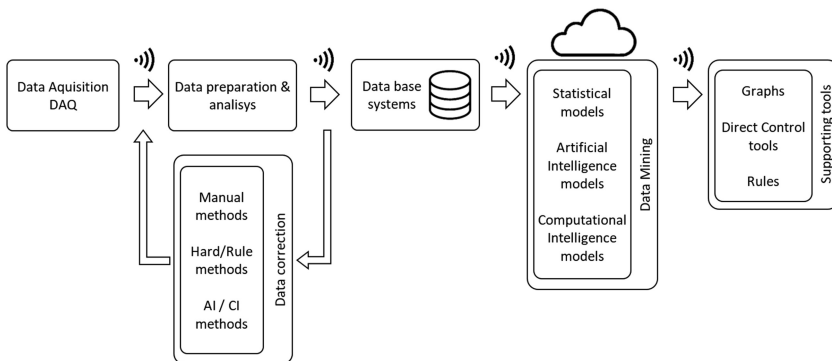 Data Aquisition
DAQ
Data preparation &
analisys
Data base
systems
Statistical
models
Artificial
Intelligence
models
Computational
Intelligence
models
Data Mining
Graphs
Direct Control
tools
Rules
Supporting tools
Manual
methods
Hard/Rule
methods
AI / CI
methods
Data correction